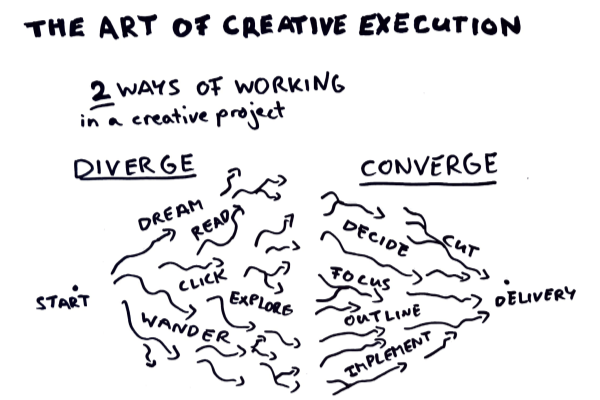 THE ART OF CREATIVE EXECUTION
2 WAYS OF WORKING
in a creative project
DIVERGE
CONVERGE
DREAM
READ
CLICK
EXPLORE
WANDER
START
DECIDE
CUT
FOCUS
OUTLINE
IMPLEMENT
DELIVERY